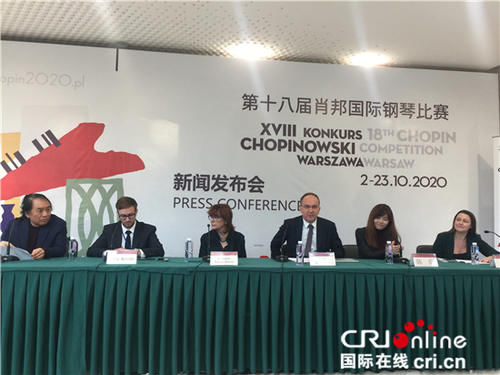 opin2020.pl
第十八届肖邦国际钢琴比赛
XVIII KONKURS 18TH CHOPIN
CHOPINOWSKI COMPETITION
WARSZAWA WARSAW
2-23.10.2020
新闻发布会
PRESS CONFERENCE
CRI online
国际在线 cri.cn